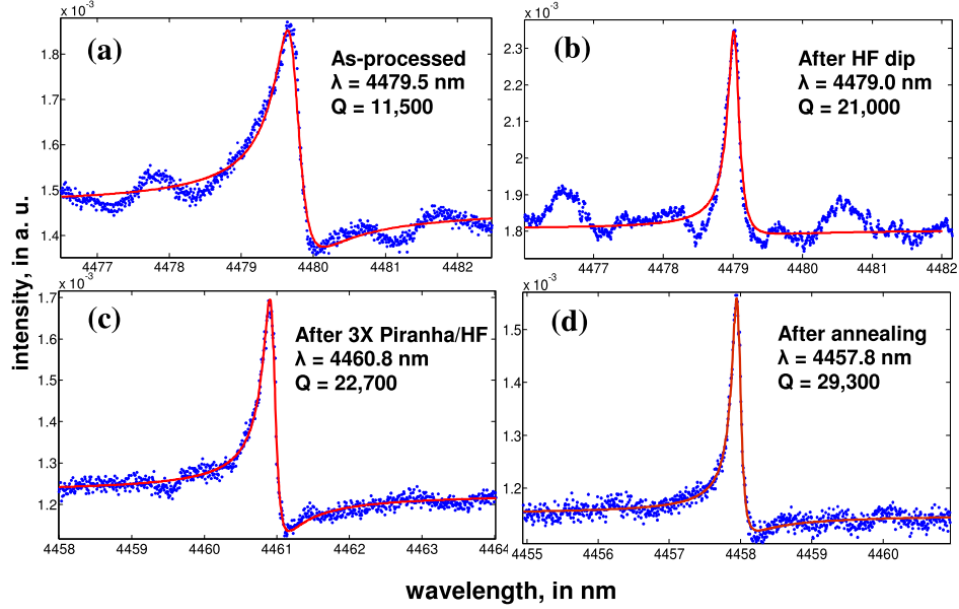 x 10⁻³
(a)
As-processed
λ = 4479.5 nm
Q = 11,500
1.8
1.7
1.6
1.5
1.4
4477 4478 4479 4480 4481 4482
x 10⁻³
(b)
After HF dip
λ = 4479.0 nm
Q = 21,000
2.3
2.2
2.1
2
1.9
1.8
4477 4478 4479 4480 4481 4482
x 10⁻³
(c)
After 3X Piranha/HF
λ = 4460.8 nm
Q = 22,700
1.7
1.6
1.5
1.4
1.3
1.2
4458 4459 4460 4461 4462 4463 4464
x 10⁻³
(d)
After annealing
λ = 4457.8 nm
Q = 29,300
1.5
1.4
1.3
1.2
4455 4456 4457 4458 4459 4460
intensity, in a. u.
wavelength, in nm